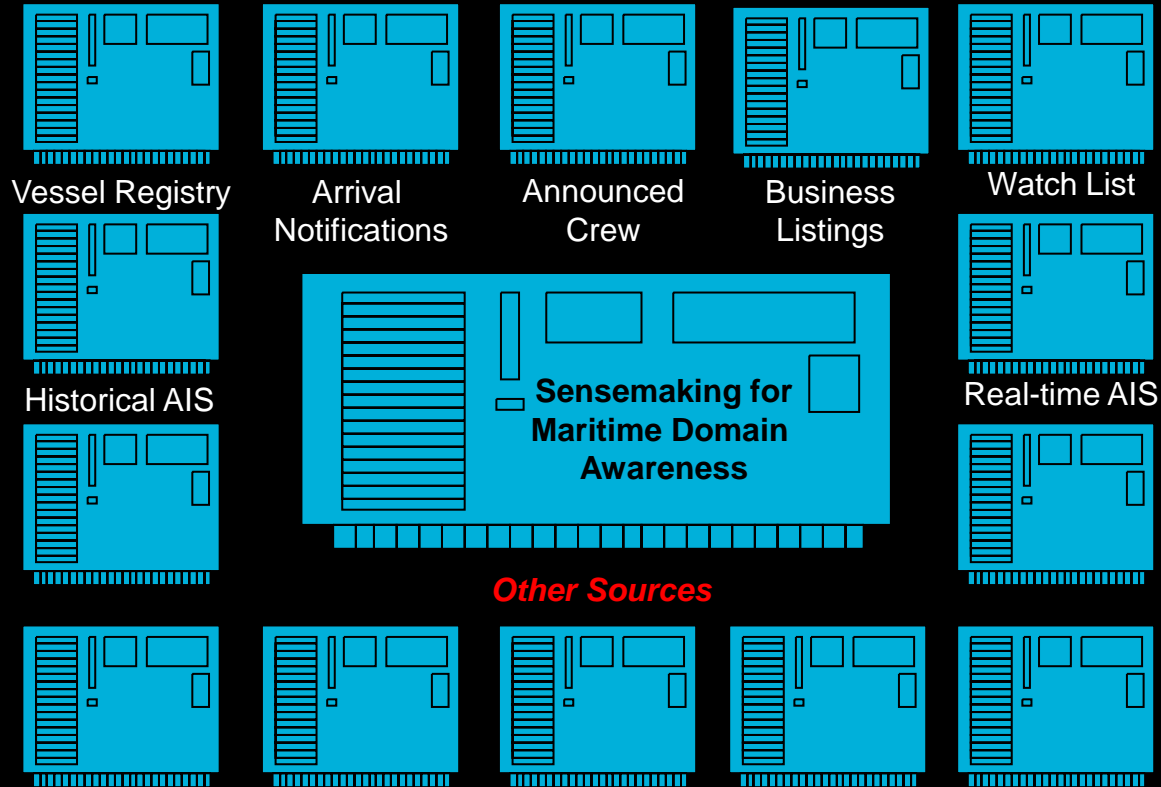 Vessel Registry
Arrival
Notifications
Announced
Crew
Business
Listings
Watch List
Historical AIS
Sensemaking for
Maritime Domain
Awareness
Real-time AIS
Other Sources